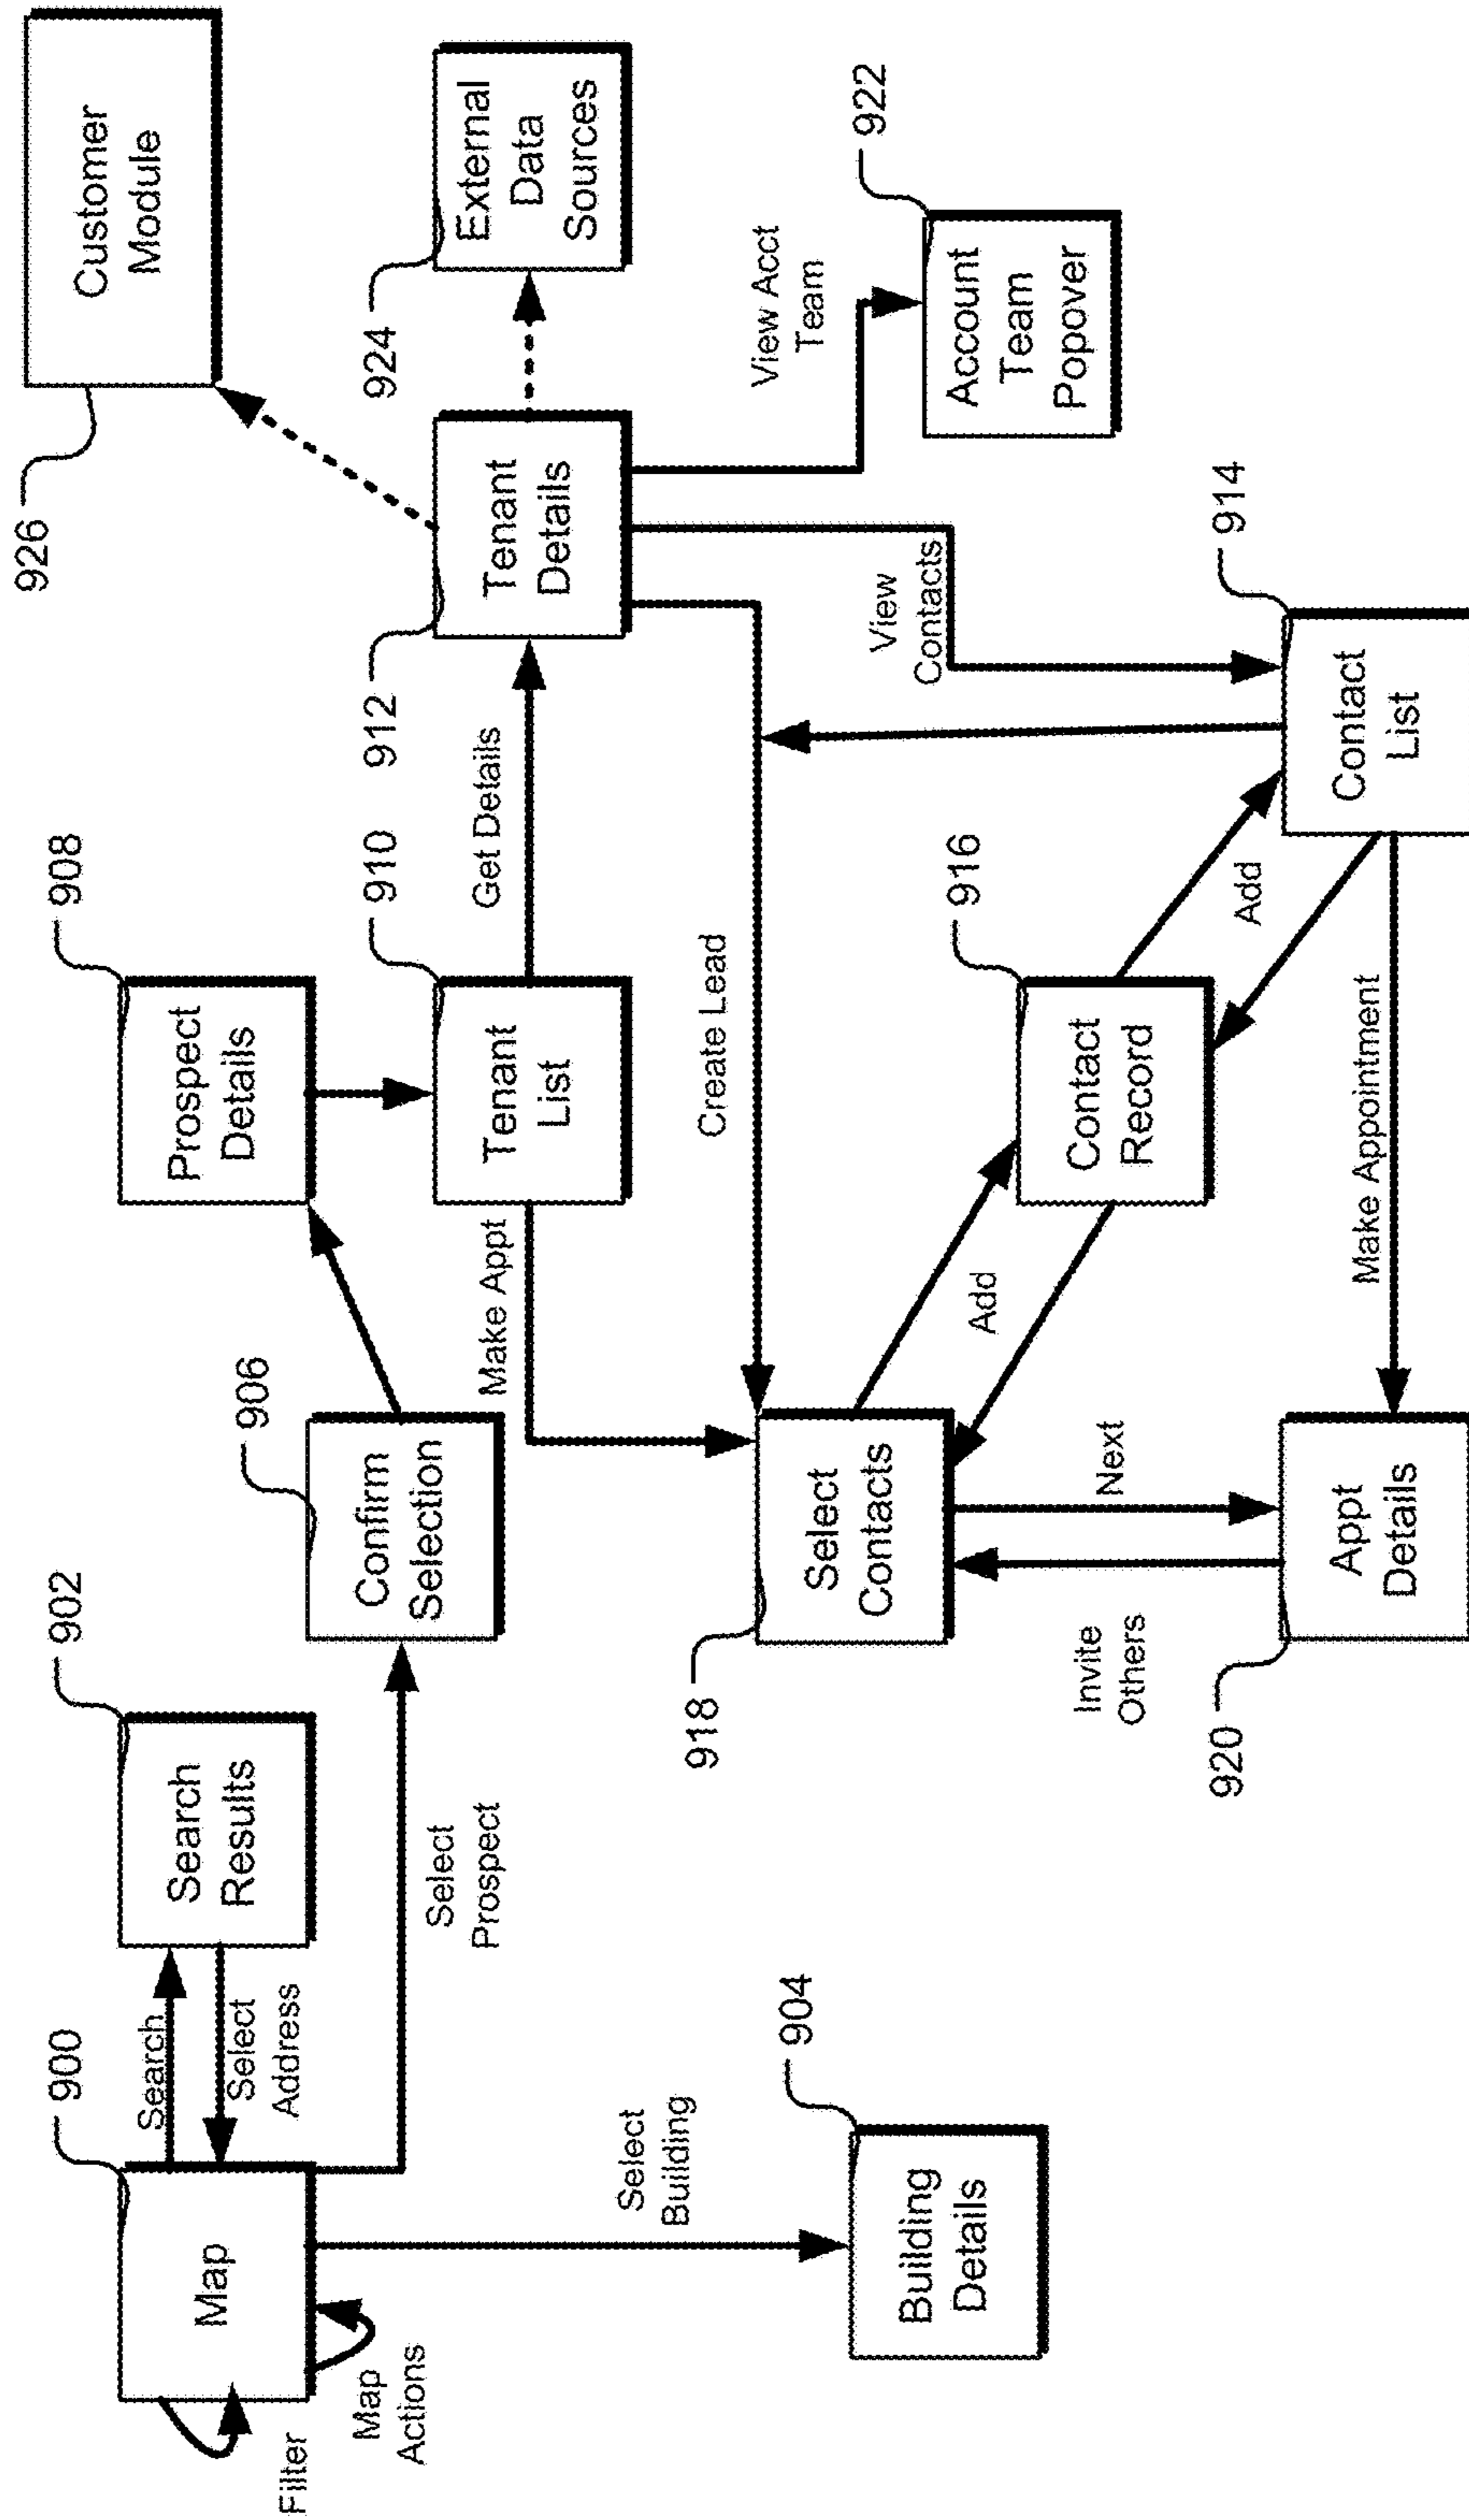 900
Map
Filter
Map
Actions
Search
Select
Address
902
Search
Results
Select
Prospect
Select
Building
904
Building
Details
906
Confirm
Selection
908
Prospect
Details
910
Tenant
List
Make Appt
Get Details
912
Tenant
Details
926
Customer
Module
924
External
Data
Sources
View Acct
Team
922
Account
Team
Popover
View
Contacts
Create Lead
914
Contact
List
916
Contact
Record
Add
Add
918
Select
Contacts
Next
Invite
Others
Make Appointment
920
Appt
Details